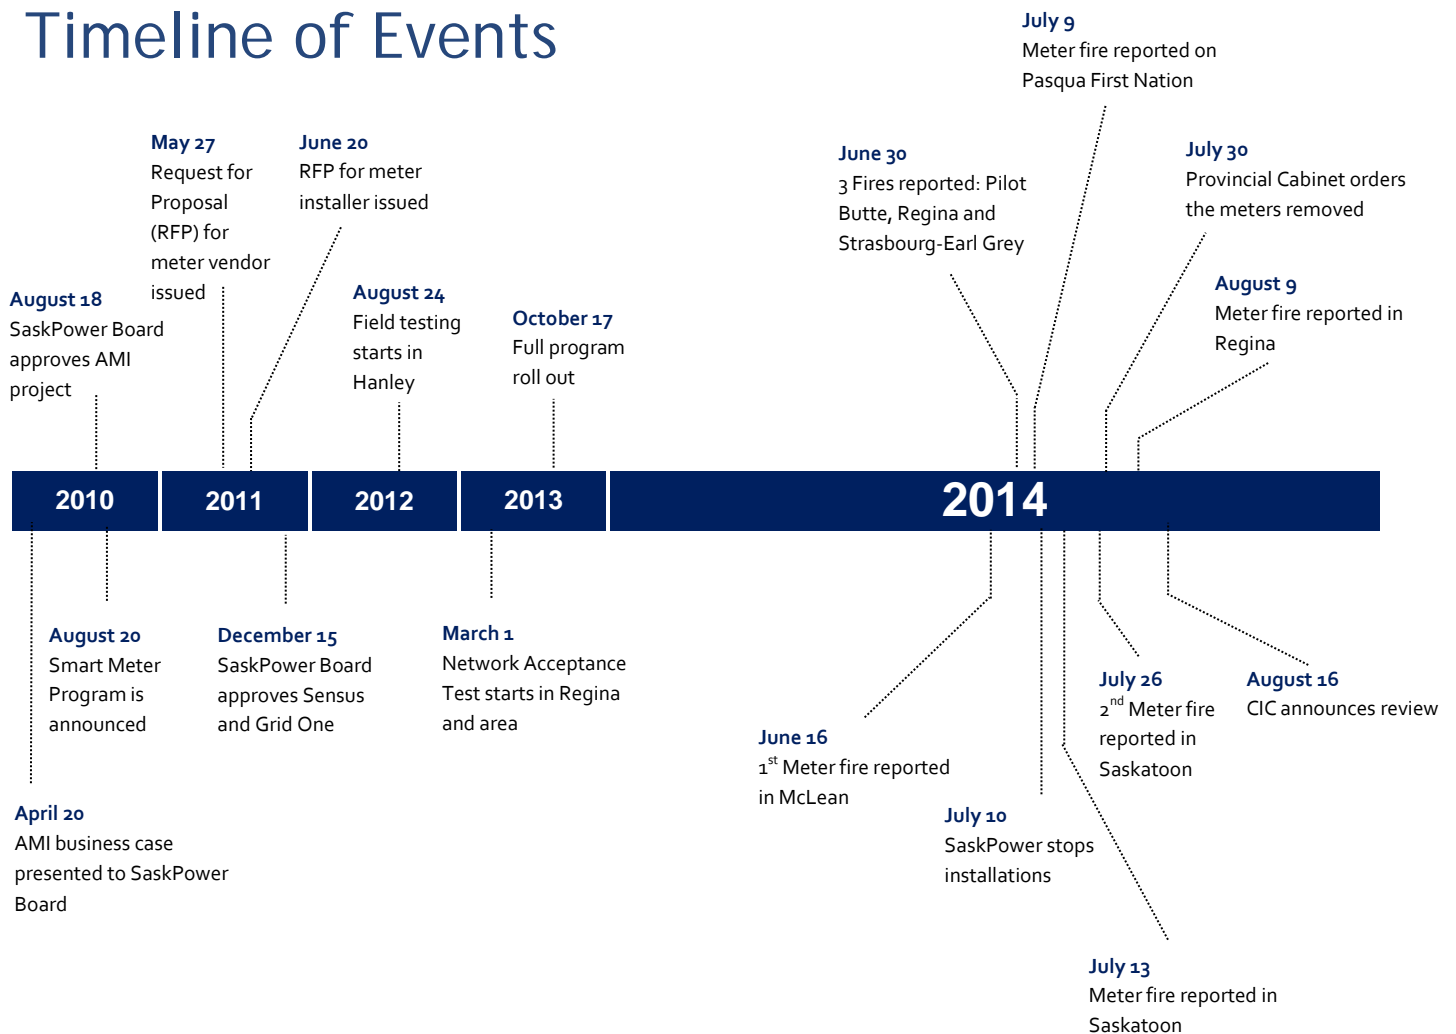 Timeline of Events
July 9
Meter fire reported on
Pasqua First Nation
May 27
Request for
Proposal
(RFP) for
meter vendor
issued
June 20
RFP for meter
installer issued
June 30
3 Fires reported: Pilot
Butte, Regina and
Strasbourg-Earl Grey
July 30
Provincial Cabinet orders
the meters removed
August 18
SaskPower Board
approves AMI
project
August 24
Field testing
starts in
Hanley
October 17
Full program
roll out
August 9
Meter fire reported in
Regina
2010
2011
2012
2013
2014
August 20
Smart Meter
Program is
announced
December 15
SaskPower Board
approves Sensus
and Grid One
March 1
Network Acceptance
Test starts in Regina
and area
June 16
1st Meter fire reported
in McLean
July 26
2nd Meter fire
reported in
Saskatoon
August 16
CIC announces review
April 20
AMI business case
presented to SaskPower
Board
July 10
SaskPower stops
installations
July 13
Meter fire reported in
Saskatoon